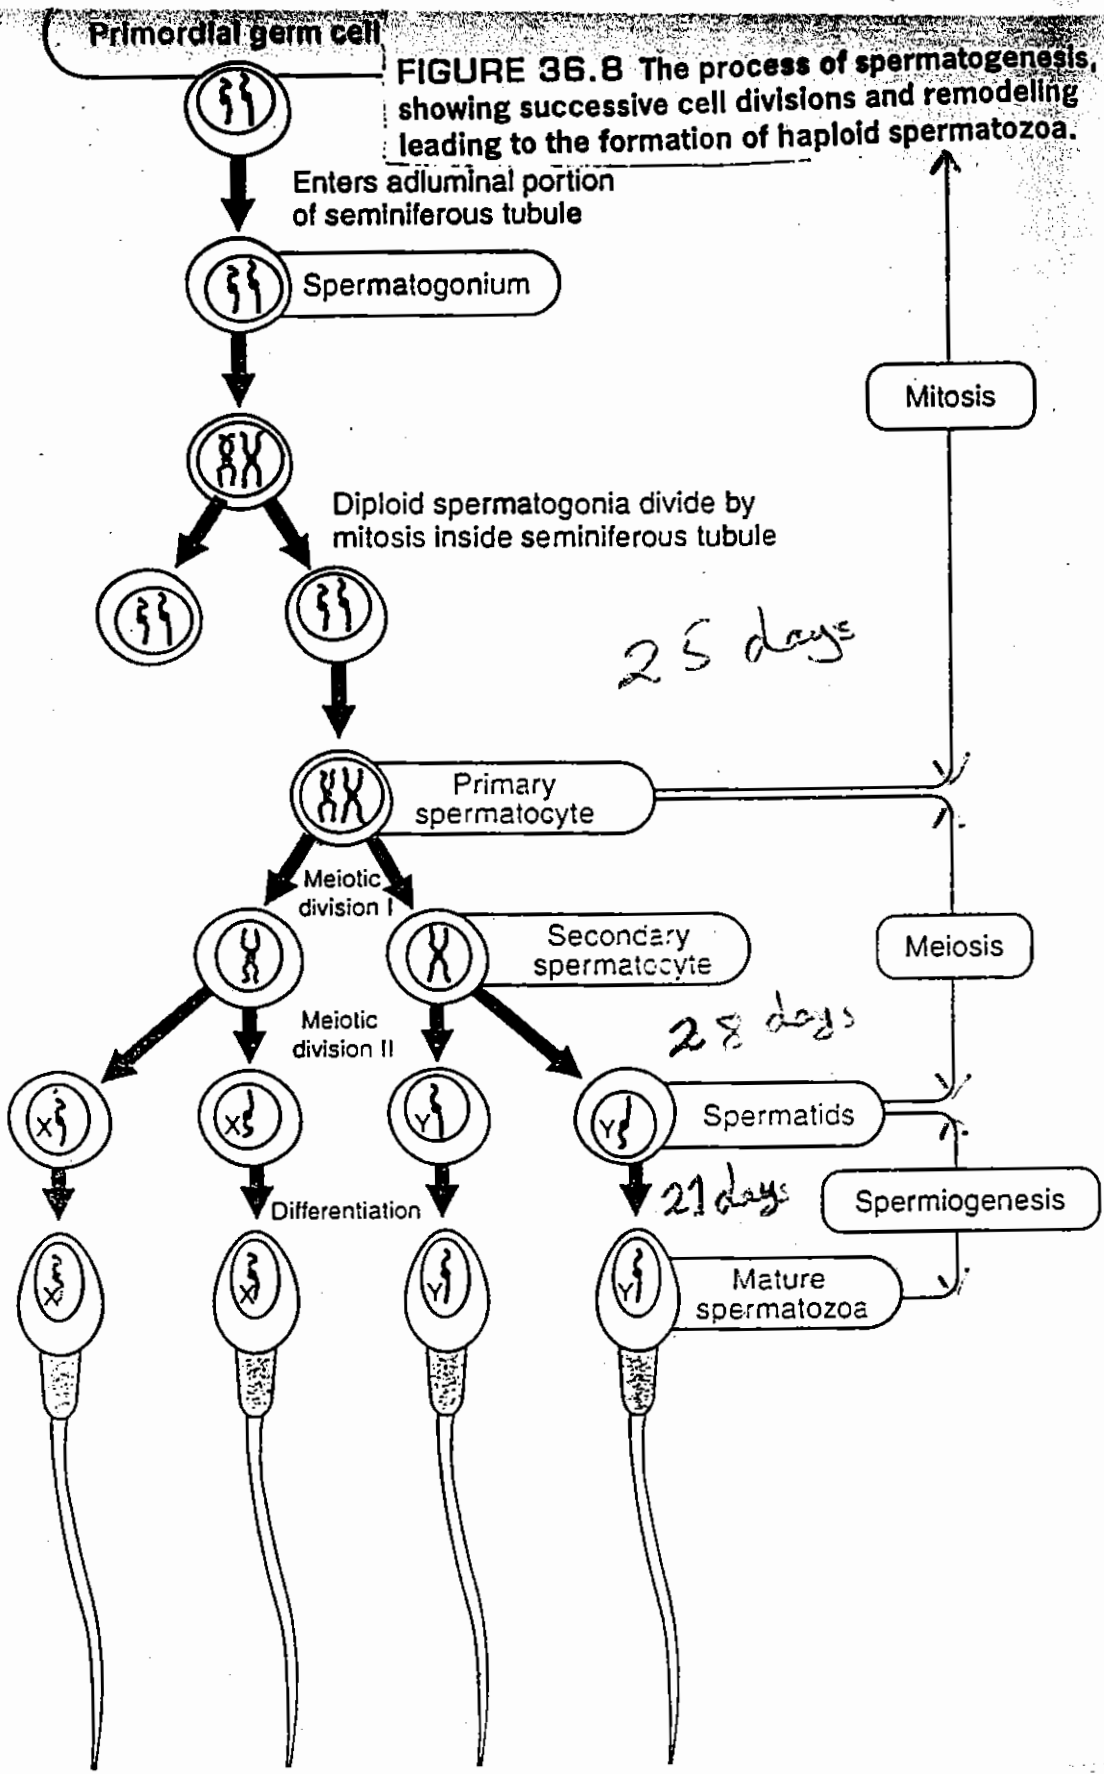 Primordial germ cell
FIGURE 36.8 The process of spermatogenesis,
showing successive cell divisions and remodeling
leading to the formation of haploid spermatozoa.
Enters adluminal portion
of seminiferous tubule
Spermatogonium
Mitosis
Diploid spermatogonia divide by
mitosis inside seminiferous tubule
25 days
Primary
spermatocyte
Meiotic
division I
Secondary
spermatocyte
Meiosis
Meiotic
division II
28 days
X
X
Y
Y
Spermatids
21 days
Spermiogenesis
Differentiation
X
X
Y
Y
Mature
spermatozoa